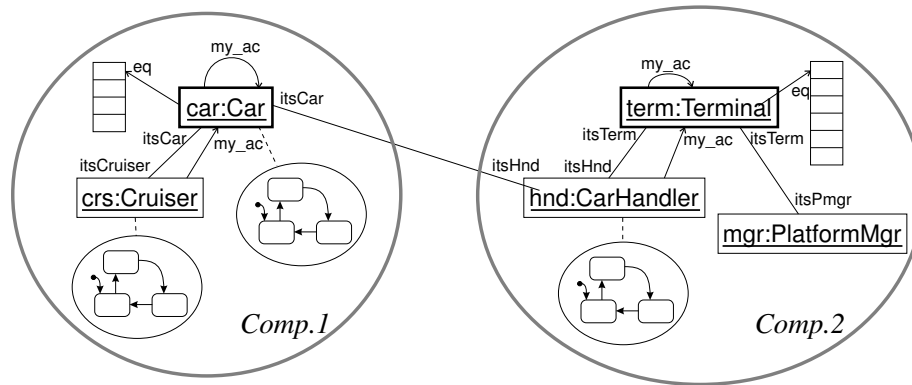 my_ac
eq
itsCar
car:Car
itsCar
my_ac
itsCruiser
crs:Cruiser
Comp.1
my_ac
eq
term:Terminal
itsTerm
my_ac
itsTerm
itsHnd
itsHnd
hnd:CarHandler
itsPmgr
mgr:PlatformMgr
Comp.2